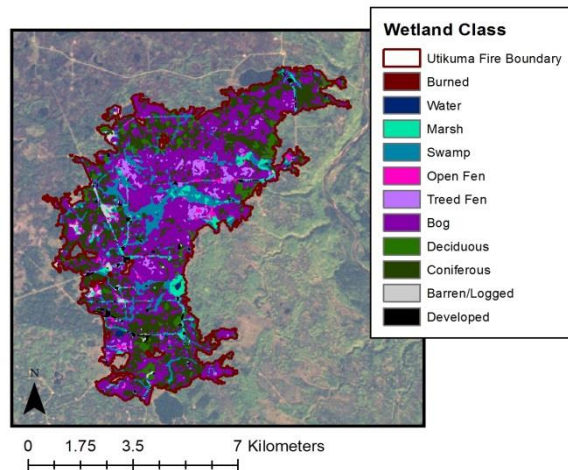 Wetland Class
Utikuma Fire Boundary
Burned
Water
Marsh
Swamp
Open Fen
Treed Fen
Bog
Deciduous
Coniferous
Barren/Logged
Developed
N
0 1.75 3.5 7 Kilometers